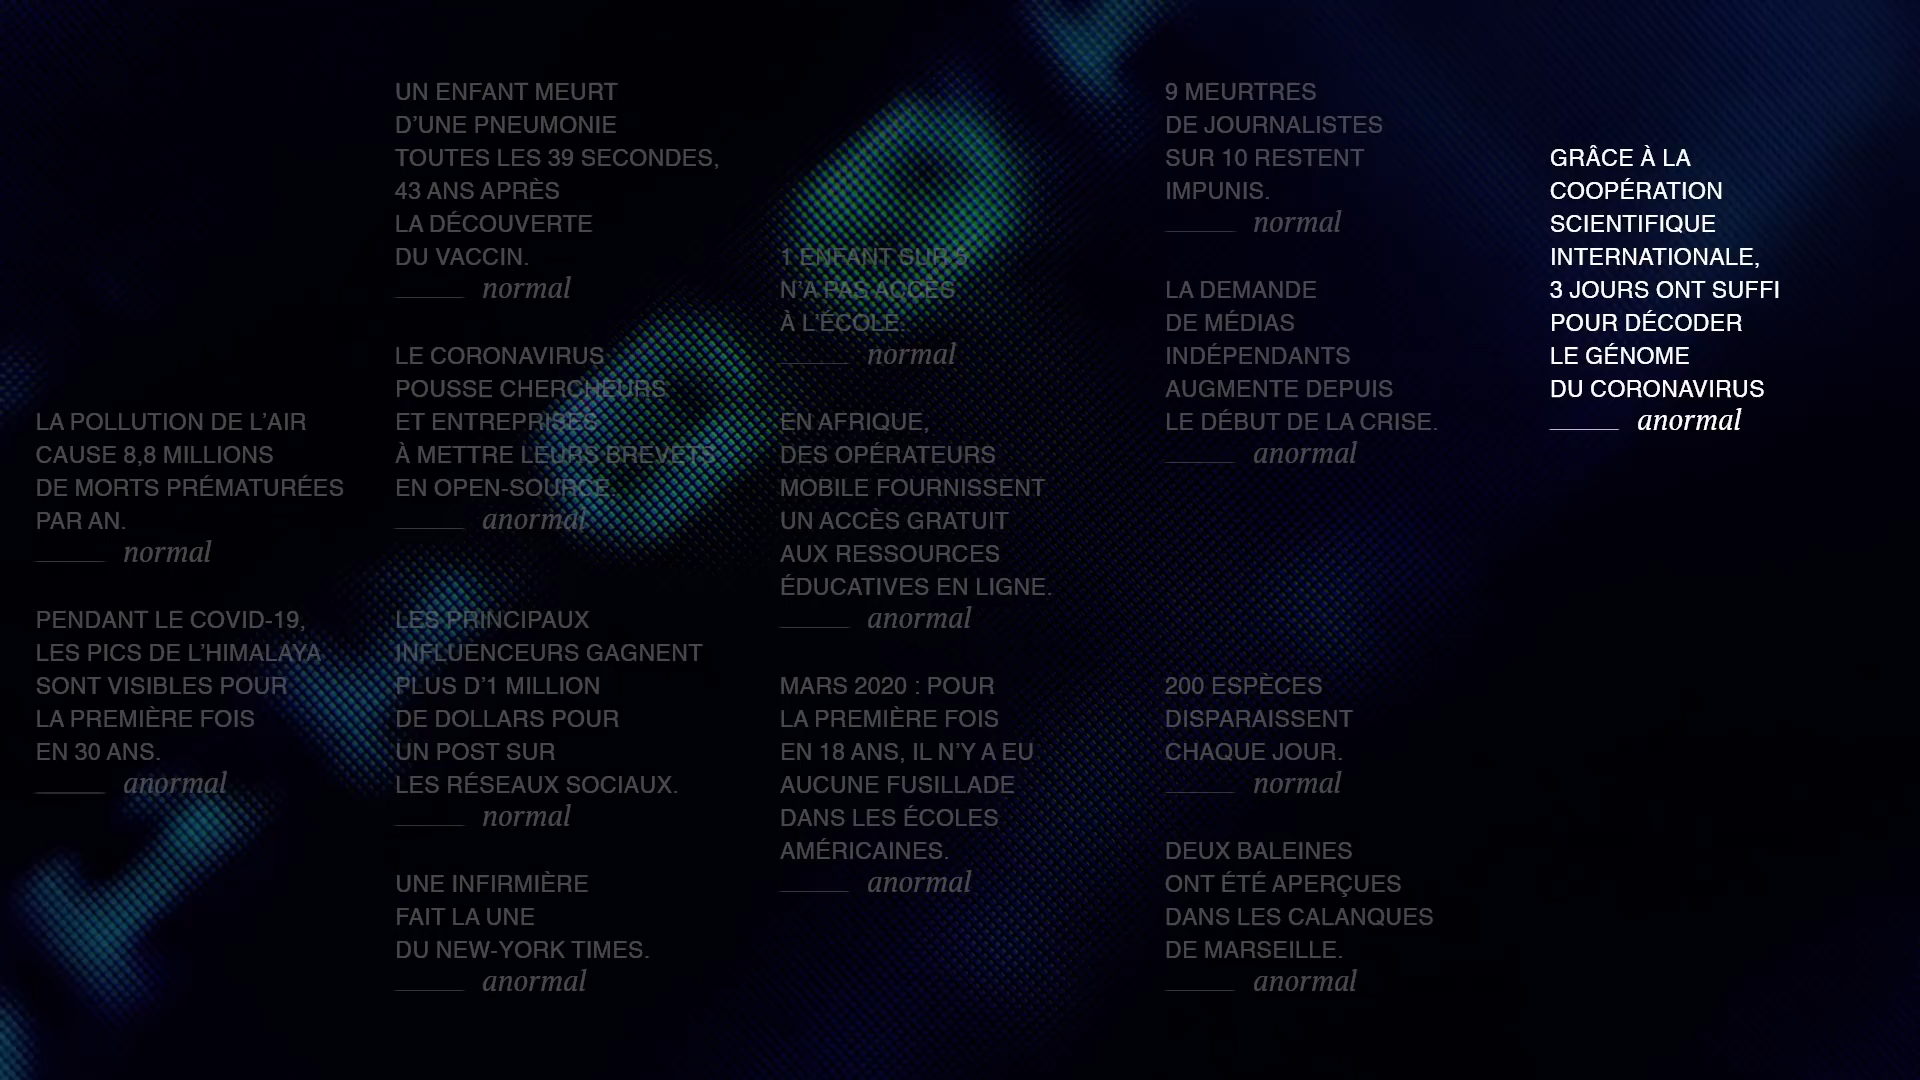 LA POLLUTION DE L’AIR
CAUSE 8,8 MILLIONS
DE MORTS PRÉMATURÉES
PAR AN.
normal
PENDANT LE COVID-19,
LES PICS DE L’HIMALAYA
SONT VISIBLES POUR
LA PREMIÈRE FOIS
EN 30 ANS.
anormal
UN ENFANT MEURT
D’UNE PNEUMONIE
TOUTES LES 39 SECONDES,
43 ANS APRÈS
LA DÉCOUVERTE
DU VACCIN.
normal
LE CORONAVIRUS
POUSSE CHERCHEURS
ET ENTREPRISES
À METTRE LEURS BREVETS
EN OPEN-SOURCE.
anormal
LES PRINCIPAUX
INFLUENCEURS GAGNENT
PLUS D’1 MILLION
DE DOLLARS POUR
UN POST SUR
LES RÉSEAUX SOCIAUX.
normal
UNE INFIRMIÈRE
FAIT LA UNE
DU NEW-YORK TIMES.
anormal
1 ENFANT SUR 5
N’A PAS ACCÈS
À L’ÉCOLE.
normal
EN AFRIQUE,
DES OPÉRATEURS
MOBILE FOURNISSENT
UN ACCÈS GRATUIT
AUX RESSOURCES
ÉDUCATIVES EN LIGNE.
anormal
MARS 2020 : POUR
LA PREMIÈRE FOIS
EN 18 ANS, IL N’Y A EU
AUCUNE FUSILLADE
DANS LES ÉCOLES
AMÉRICAINES.
anormal
9 MEURTRES
DE JOURNALISTES
SUR 10 RESTENT
IMPUNIS.
normal
LA DEMANDE
DE MÉDIAS
INDÉPENDANTS
AUGMENTE DEPUIS
LE DÉBUT DE LA CRISE.
anormal
200 ESPÈCES
DISPARAISSENT
CHAQUE JOUR.
normal
DEUX BALEINES
ONT ÉTÉ APERÇUES
DANS LES CALANQUES
DE MARSEILLE.
anormal
GRÂCE À LA
COOPÉRATION
SCIENTIFIQUE
INTERNATIONALE,
3 JOURS ONT SUFFI
POUR DÉCODER
LE GÉNOME
DU CORONAVIRUS
anormal